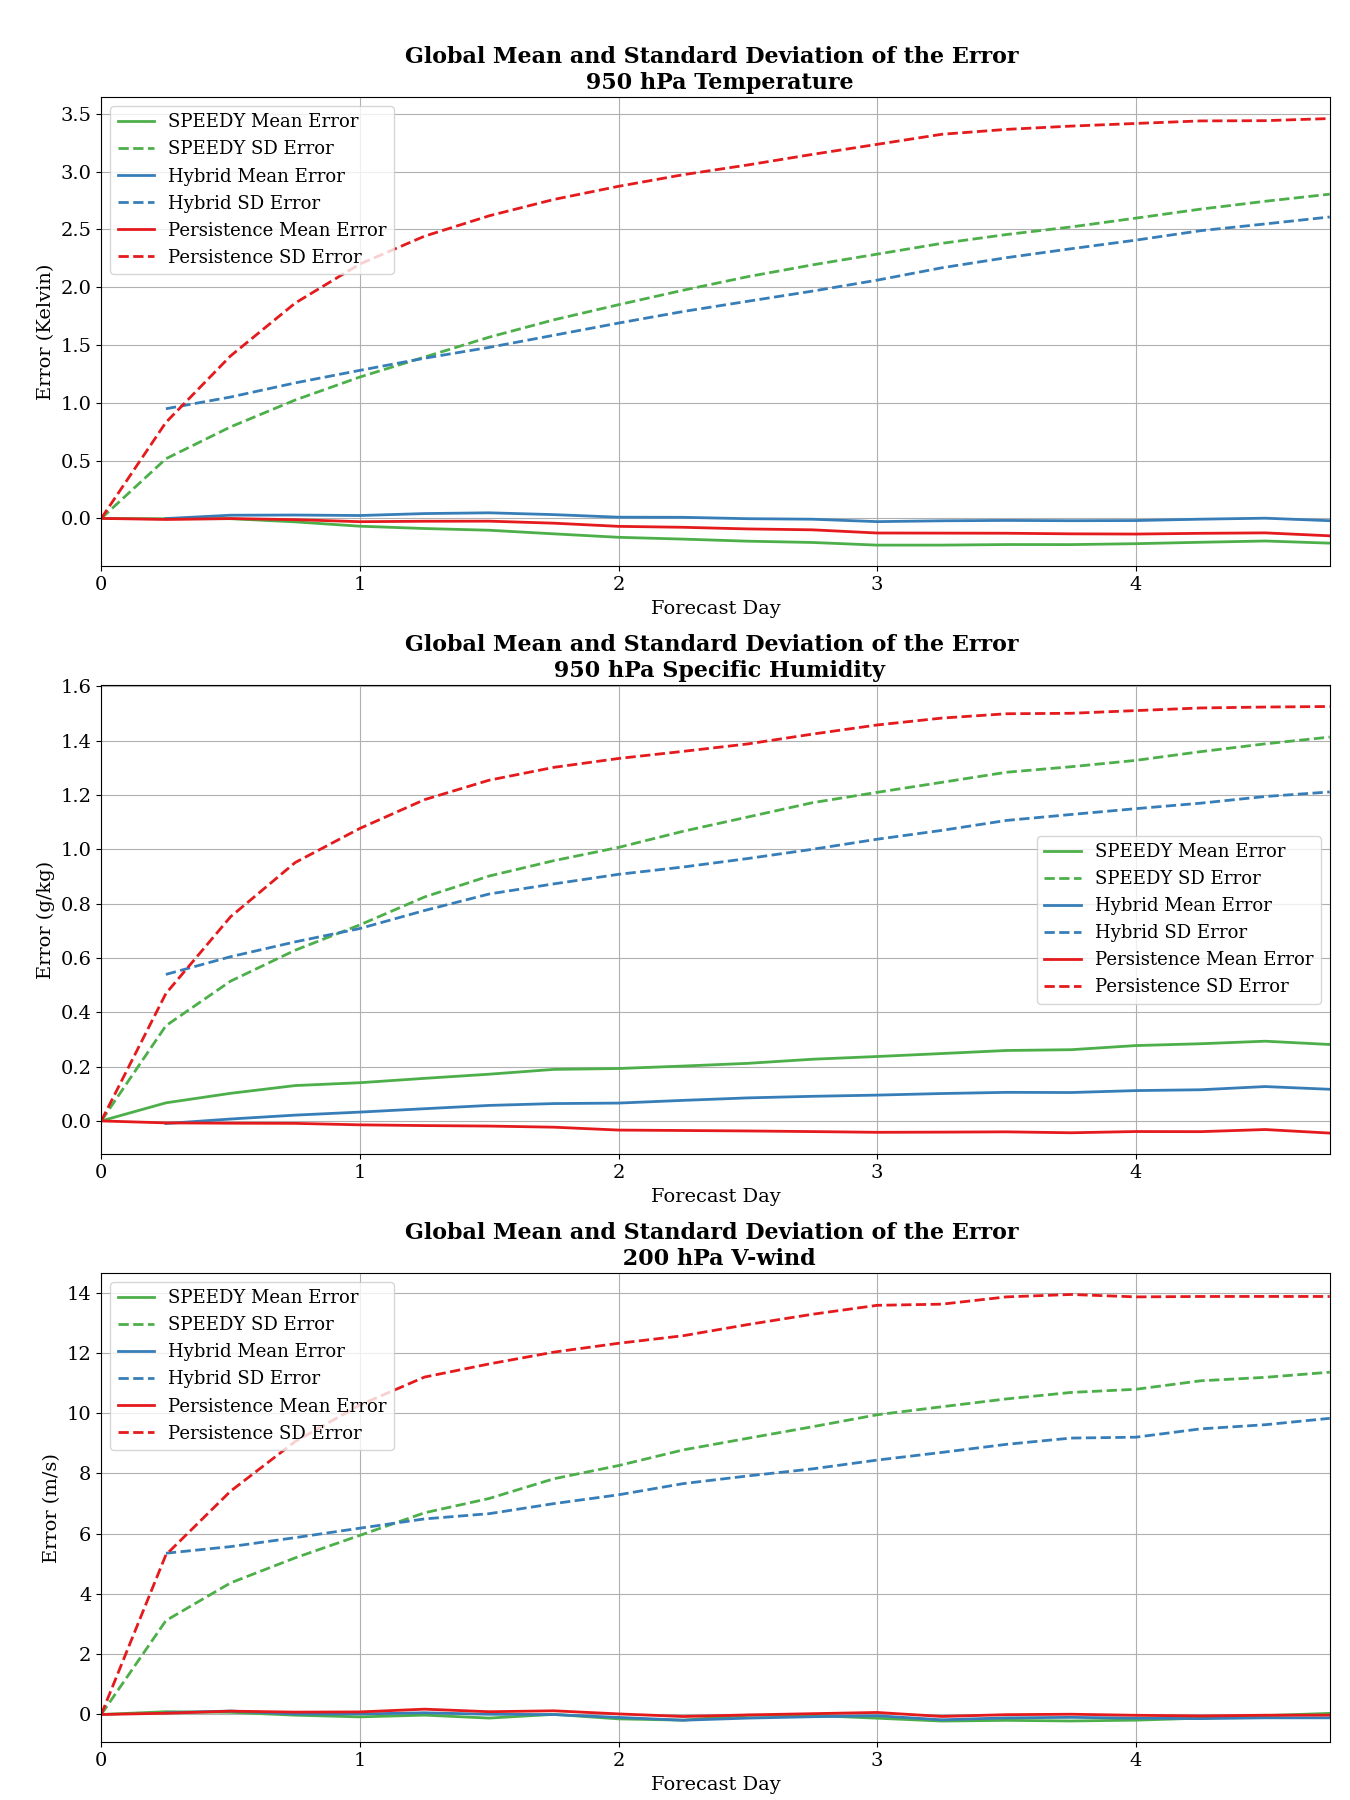 Global Mean and Standard Deviation of the Error
950 hPa Temperature
3.5
3.0
2.5
2.0
1.5
1.0
0.5
0.0
Error (Kelvin)
SPEEDY Mean Error
SPEEDY SD Error
Hybrid Mean Error
Hybrid SD Error
Persistence Mean Error
Persistence SD Error
0 1 2 3 4
Forecast Day
Global Mean and Standard Deviation of the Error
950 hPa Specific Humidity
1.6
1.4
1.2
1.0
0.8
0.6
0.4
0.2
0.0
Error (g/kg)
SPEEDY Mean Error
SPEEDY SD Error
Hybrid Mean Error
Hybrid SD Error
Persistence Mean Error
Persistence SD Error
0 1 2 3 4
Forecast Day
Global Mean and Standard Deviation of the Error
200 hPa V-wind
14
12
10
8
6
4
2
0
Error (m/s)
SPEEDY Mean Error
SPEEDY SD Error
Hybrid Mean Error
Hybrid SD Error
Persistence Mean Error
Persistence SD Error
0 1 2 3 4
Forecast Day